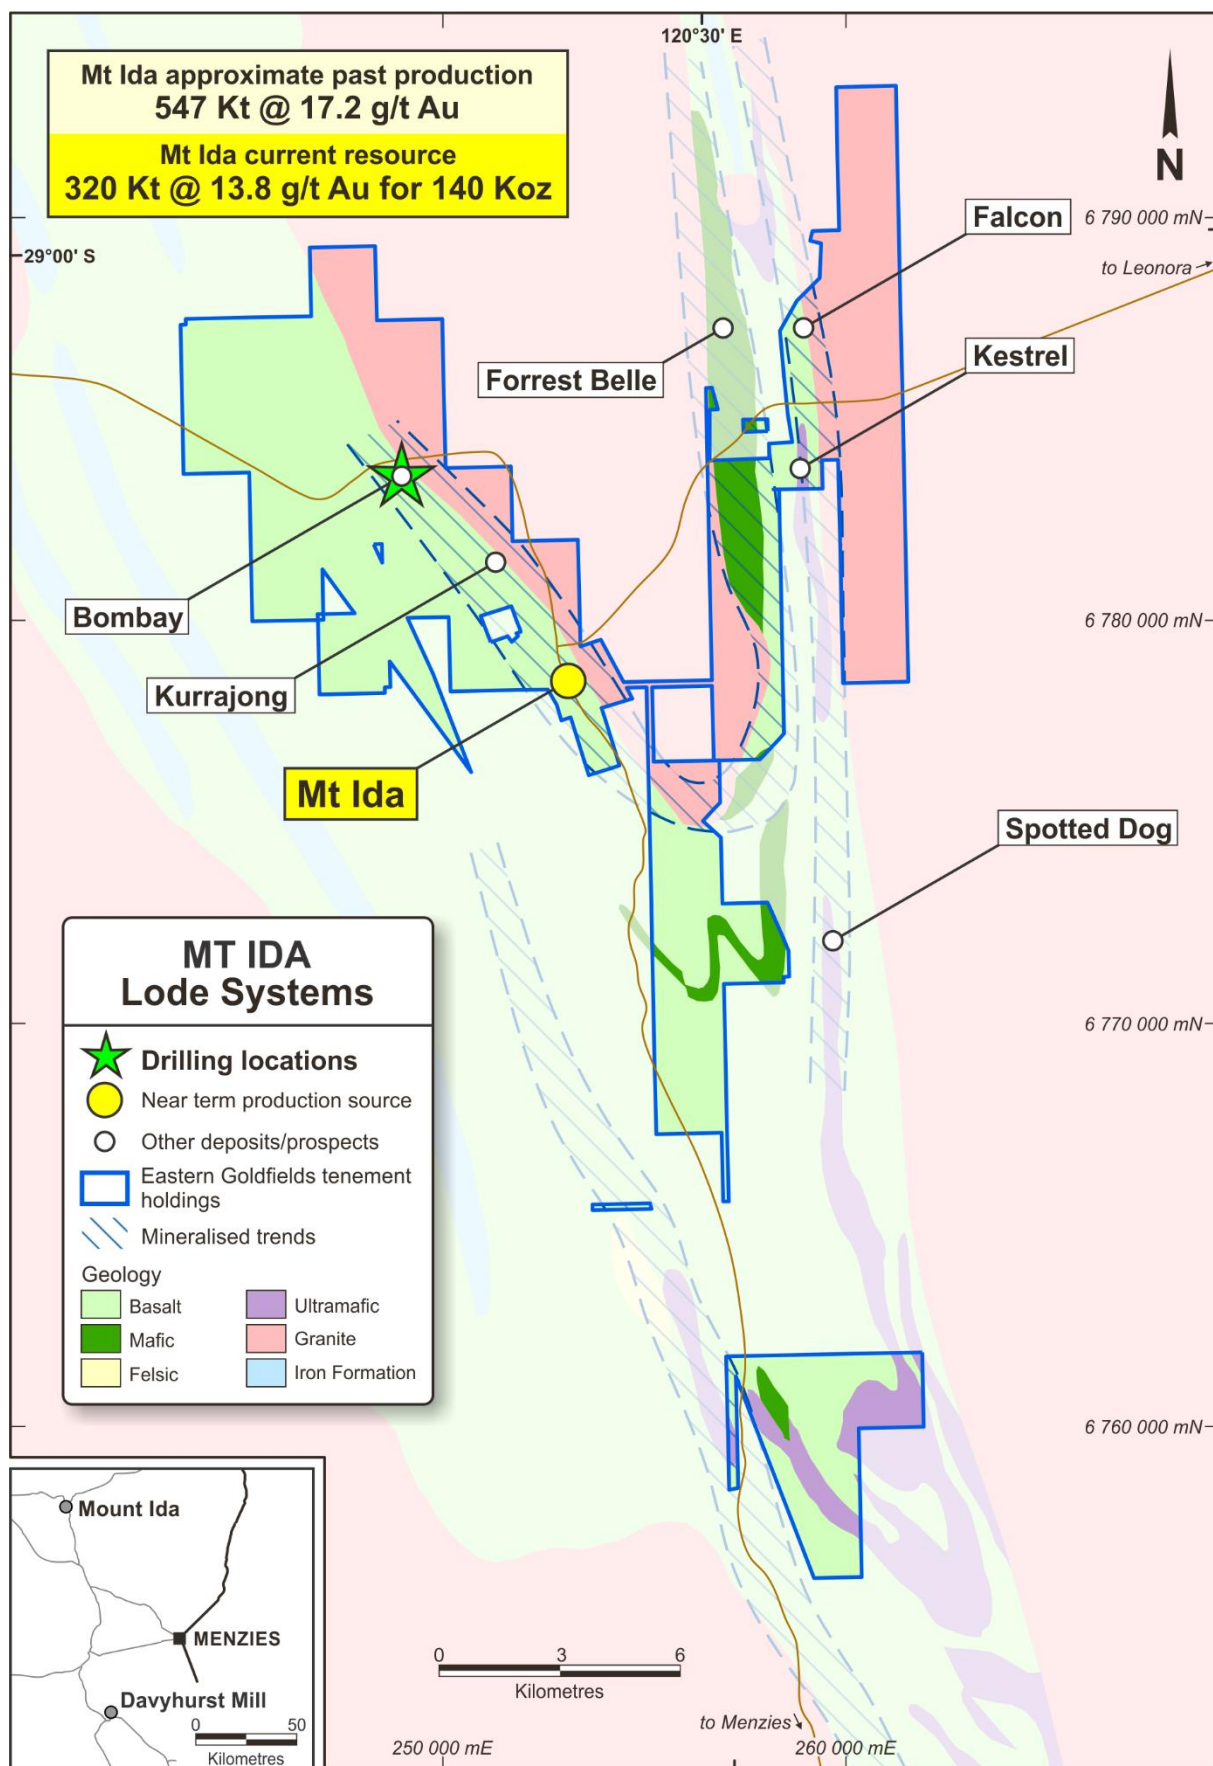 120°30' E
Mt Ida approximate past production
547 Kt @ 17.2 g/t Au
Mt Ida current resource
320 Kt @ 13.8 g/t Au for 140 Koz
N
Falcon
6 790 000 mN
29°00' S
to Leonora
Kestrel
Forrest Belle
Bombay
6 780 000 mN
Kurrajong
Mt Ida
Spotted Dog
MT IDA
Lode Systems
Drilling locations
Near term production source
Other deposits/prospects
Eastern Goldfields tenement
holdings
Mineralised trends
Geology
Basalt
Ultramafic
Mafic
Granite
Felsic
Iron Formation
6 770 000 mN
6 760 000 mN
Mount Ida
MENZIES
Davyhurst Mill
0 50
Kilometres
0 3 6
Kilometres
to Menzies
250 000 mE
260 000 mE